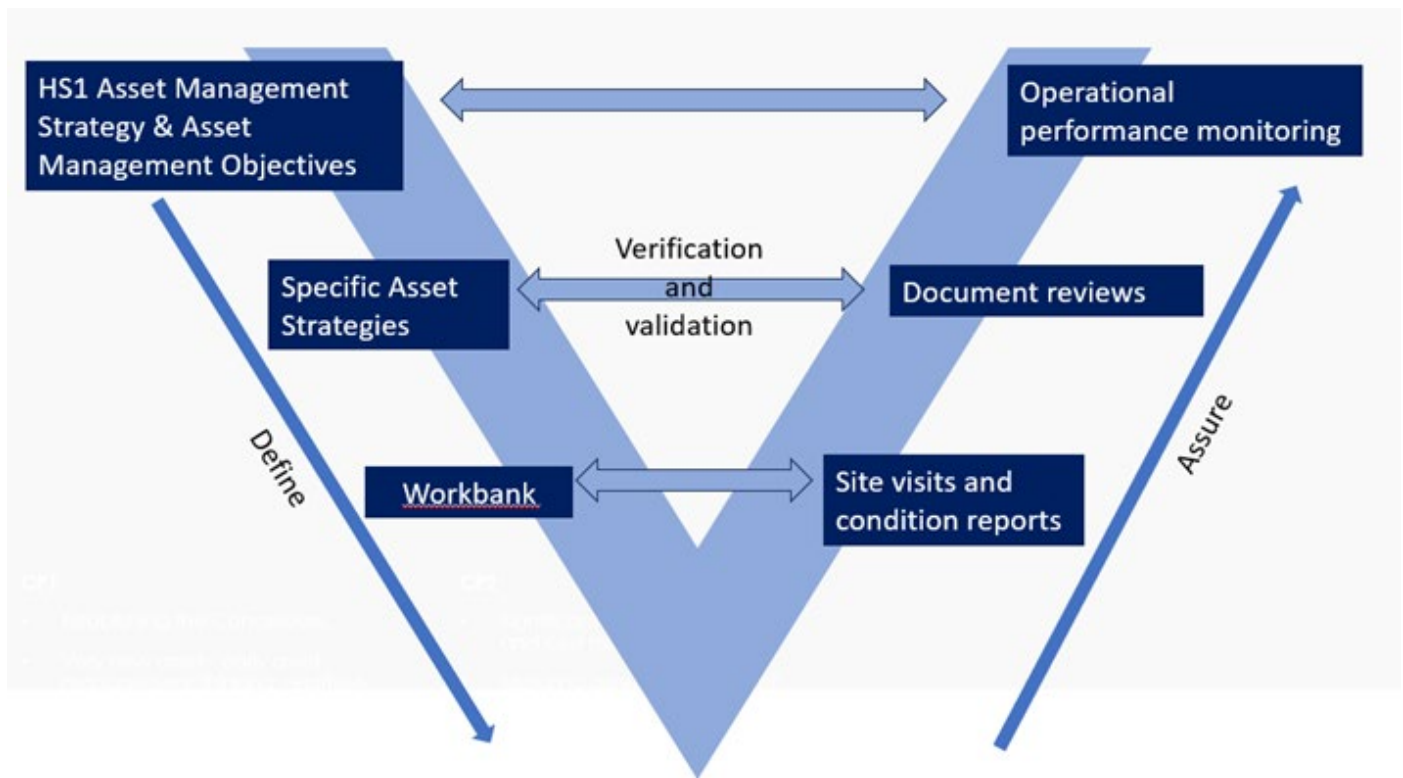 HS1 Asset Management
Strategy & Asset
Management Objectives
Operational
performance monitoring
Verification
and
validation
Specific Asset
Strategies
Document reviews
Define
Assure
Workbank
Site visits and
condition reports